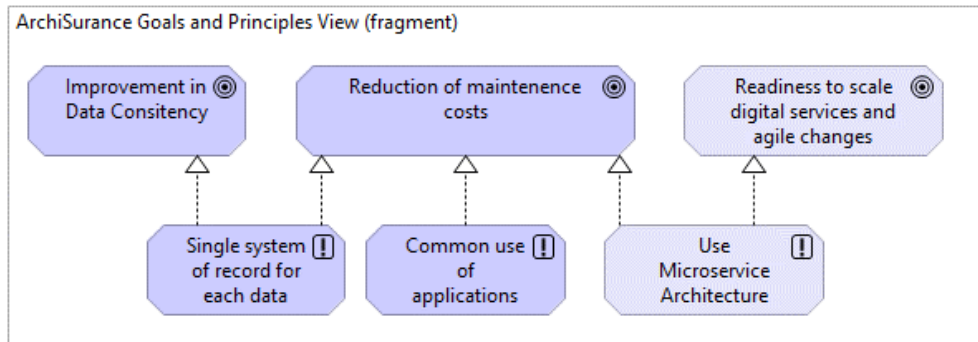 ArchiSurance Goals and Principles View (fragment)
Improvement in
Data Consitency
Reduction of maintenence
costs
Readiness to scale
digital services and
agile changes
Single system
of record for
each data
Common use
of
applications
Use
Microservice
Architecture